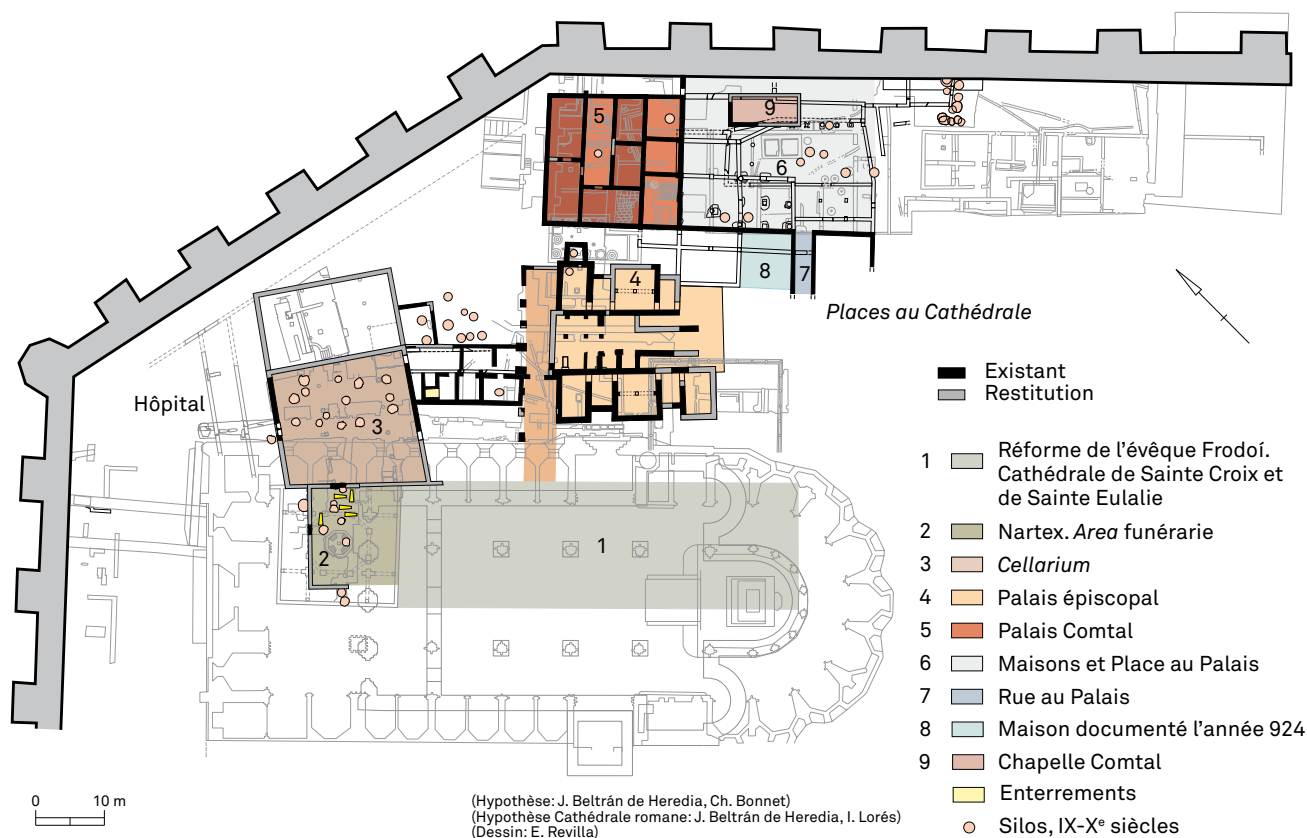 9
5
6
4
8
7
Places au Cathédrale
Existant
Restitution
Hôpital
3
2
1
1 Réforme de l'évêque Frodoí.
Cathédrale de Sainte Croix et
de Sainte Eulalie
2 Nartex. Area funérarie
3 Cellarium
4 Palais épiscopal
5 Palais Comtal
6 Maisons et Place au Palais
7 Rue au Palais
8 Maison documenté l'année 924
9 Chapelle Comtal
Enterrements
Silos, IX-Xe siècles
0 10 m
(Hypothèse: J. Beltrán de Heredia, Ch. Bonnet)
(Hypothèse Cathédrale romane: J. Beltrán de Heredia, I. Lorés)
(Dessin: E. Revilla)